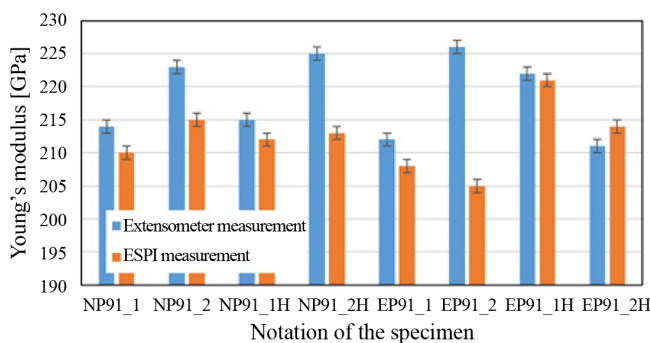 Young's modulus [GPa]
230
225
220
215
210
205
200
195
190
Extensometer measurement
ESPI measurement
NP91_1 NP91_2 NP91_1H NP91_2H EP91_1 EP91_2 EP91_1H EP91_2H
Notation of the specimen